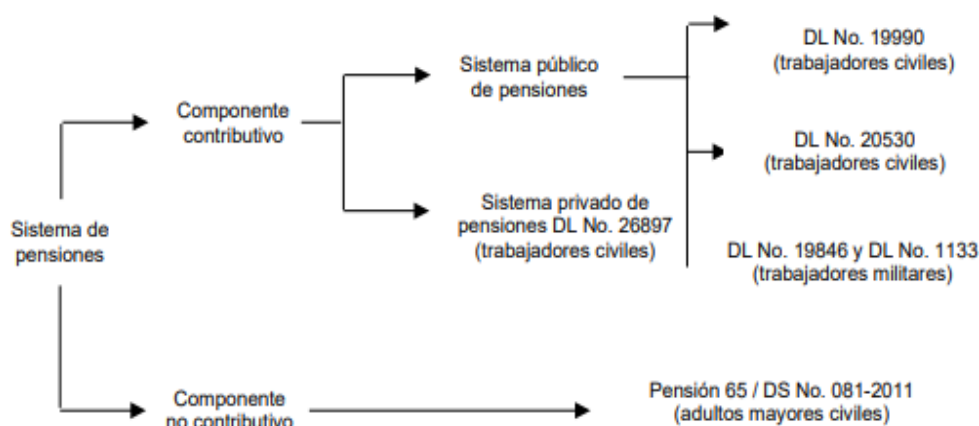 Sistema de
pensiones
Componente
contributivo
Sistema público
de pensiones
DL No. 19990
(trabajadores civiles)
DL No. 20530
(trabajadores civiles)
DL No. 19846 y DL No. 1133
(trabajadores militares)
Sistema privado de
pensiones DL No. 26897
(trabajadores civiles)
Componente
no contributivo
Pensión 65 / DS No. 081-2011
(adultos mayores civiles)